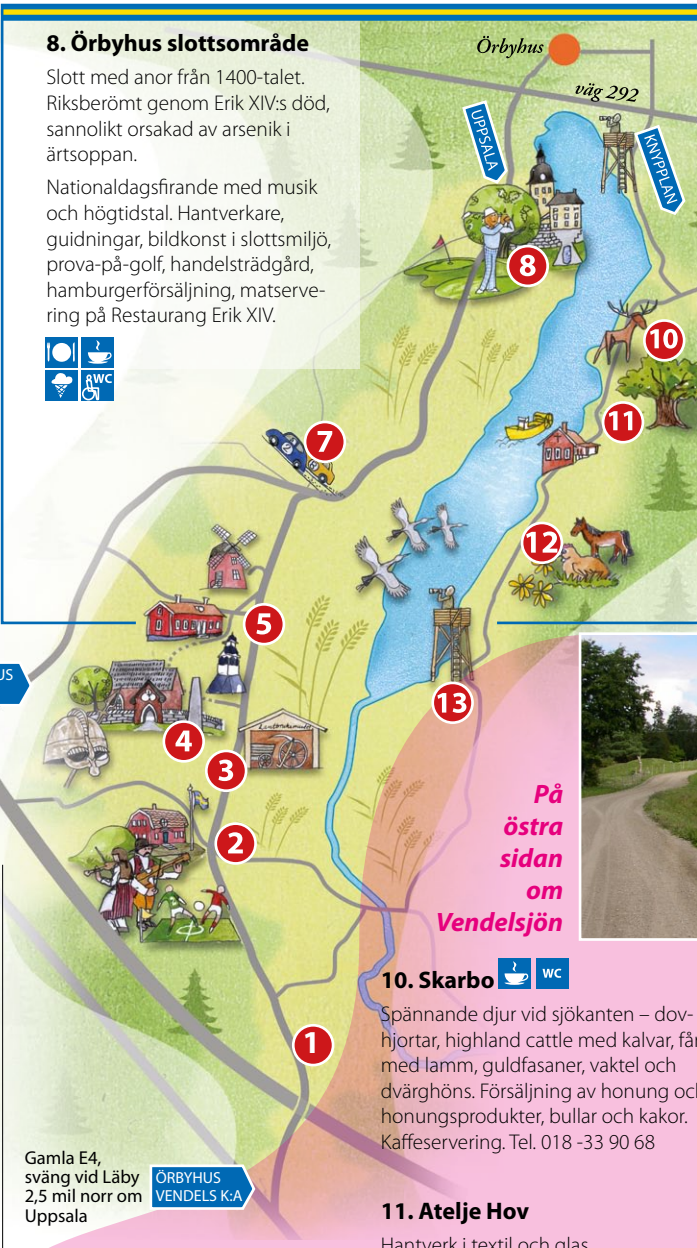 8. Örbyhus slottsområde
Slott med anor från 1400-talet.
Riksberömt genom Erik XIV:s död,
sannolikt orsakad av arsenik i
ärtsoppan.
Nationaldagsfirande med musik
och högtidstal. Hantverkare,
guidningar, bildkonst i slottsmiljö,
prova-på-golf, handelsträdgård,
hamburgerförsäljning, matserve-
ring på Restaurang Erik XIV.
WC
Örbyhus
väg 292
UPPSALA
KNYPPLAN
8
10
11
7
12
5
13
4
3
2
1
På
östra
sidan
om
Vendelsjön
10. Skarbo WC
Spännande djur vid sjökanten – dov-
hjortar, highland cattle med kalvar, får
med lamm, guldfasaner, vaktel och
dvärghöns. Försäljning av honung och
honungsprodukter, bullar och kakor.
Kaffeservering. Tel. 018 -33 90 68
11. Atelje Hov
Hantverk i textil och glas
Gamla E4,
sväng vid Läby
2,5 mil norr om
Uppsala
ÖRBYHUS
VENDELS K:A